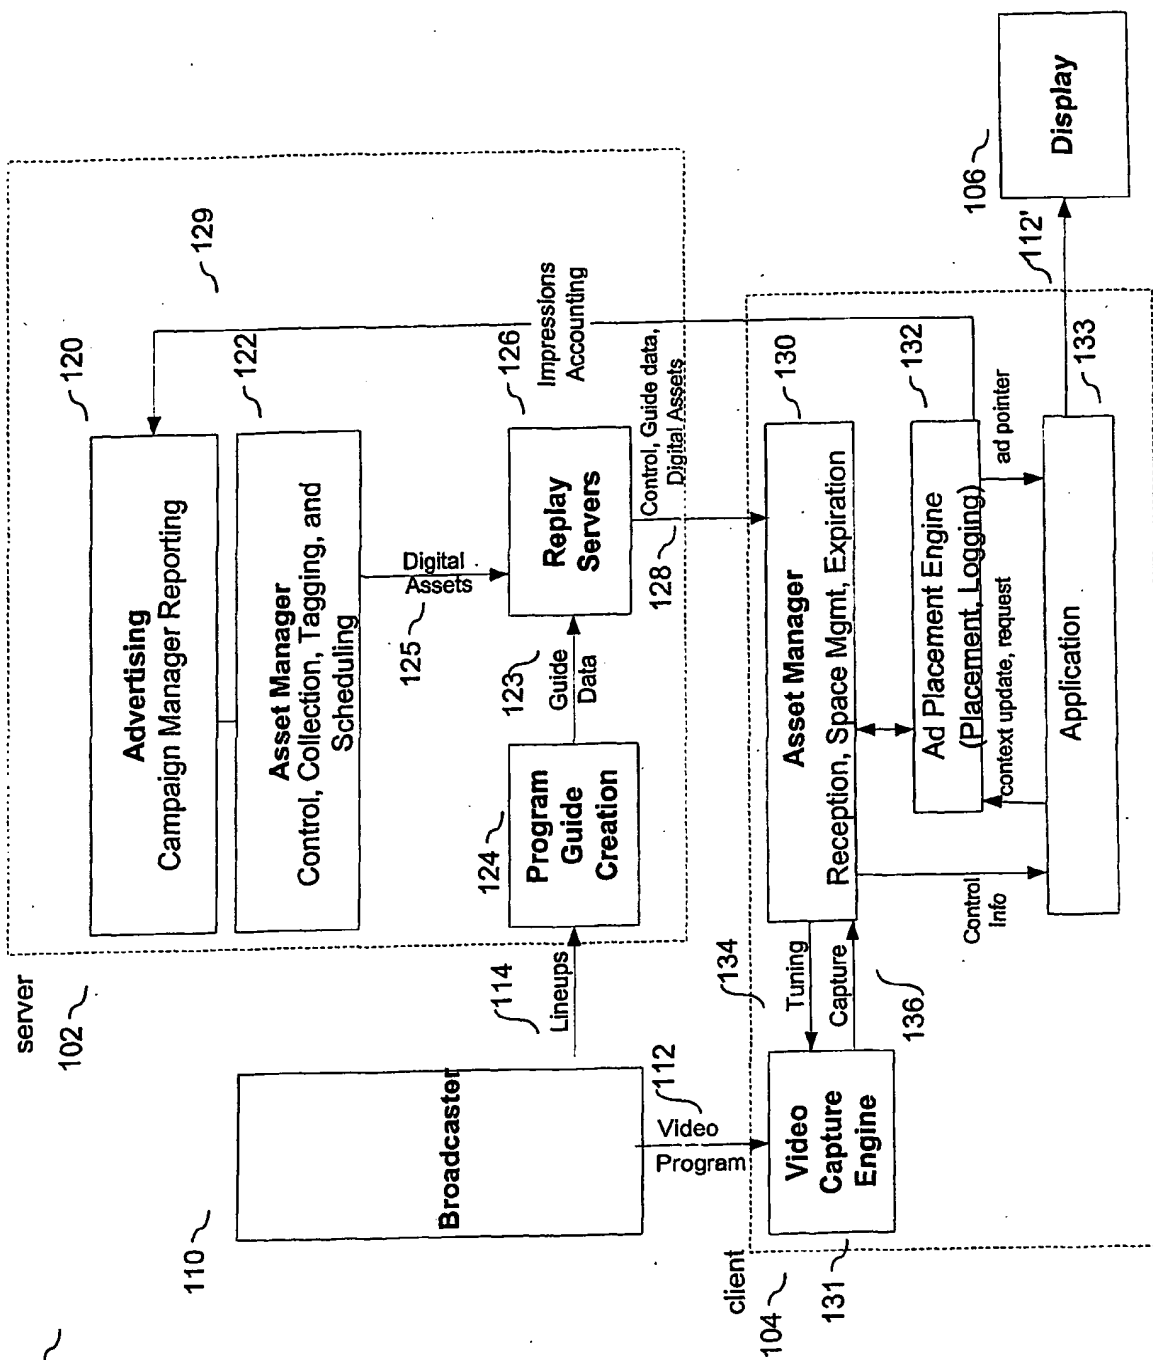 server
102
120
Advertising
Campaign Manager Reporting
129
122
Asset Manager
Control, Collection, Tagging, and
Scheduling
Digital
Assets
125
110
Broadcaster
114
Lineups
124
Program
Guide
Creation
123
Guide
Data
126
Replay
Servers
Impressions
Accounting
Control, Guide data,
Digital Assets
128
112
Video
Program
client
104
131
Video
Capture
Engine
134
Tuning
Capture
136
130
Asset Manager
Reception, Space Mgmt, Expiration
132
Ad Placement Engine
(Placement, Logging)
Control
Info
context update, request
ad pointer
133
Application
112'
106
Display